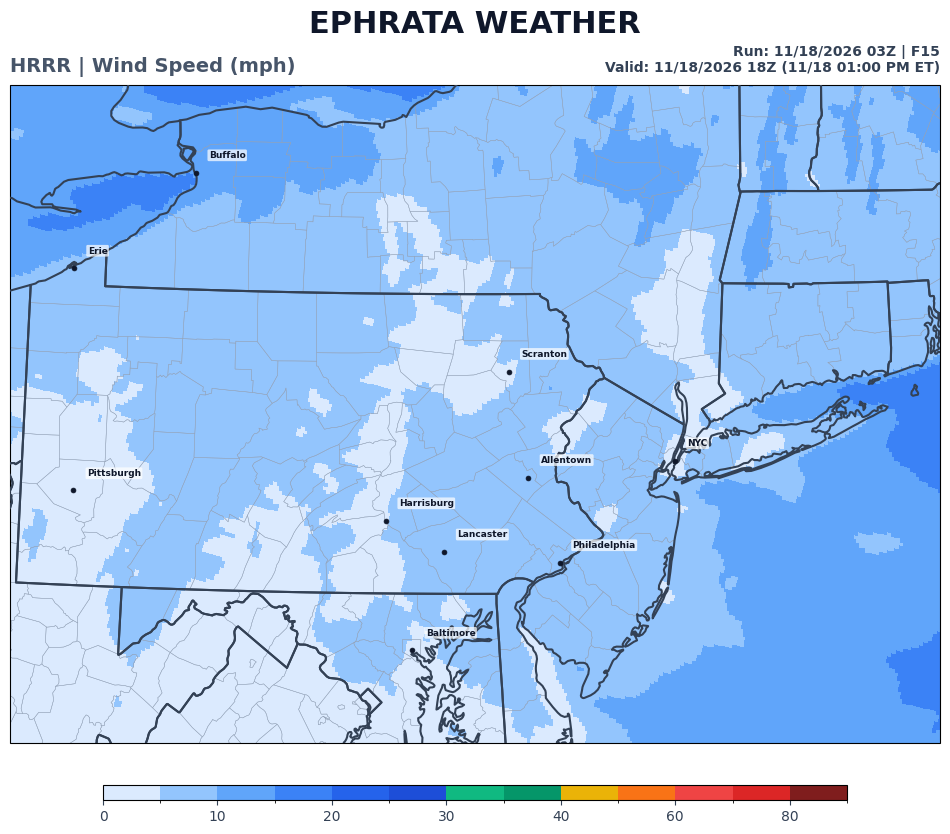 EPHRATA WEATHER
HRRR | Wind Speed (mph)
Run: 11/18/2026 03Z | F15
Valid: 11/18/2026 18Z (11/18 01:00 PM ET)
Buffalo
Erie
Scranton
NYC
Allentown
Pittsburgh
Harrisburg
Lancaster
Philadelphia
Baltimore
0 10 20 30 40 60 80